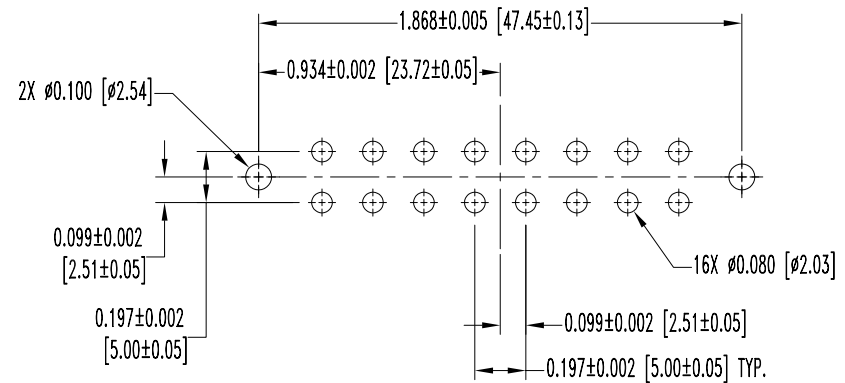 1.868±0.005 [47.45±0.13]
0.934±0.002 [23.72±0.05]
2X ø0.100 [ø2.54]
0.099±0.002
[2.51±0.05]
16X ø0.080 [ø2.03]
0.197±0.002
[5.00±0.05]
0.099±0.002 [2.51±0.05]
0.197±0.002 [5.00±0.05] TYP.